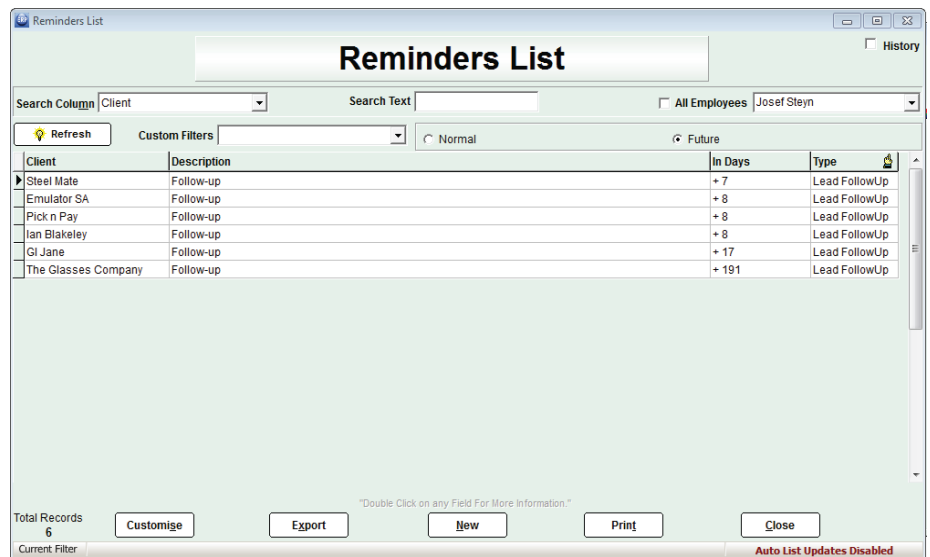 ERP Reminders List
Reminders List
History
Search Column Client Search Text All Employees Josef Steyn
Refresh Custom Filters Normal Future
Client Description In Days Type
Steel Mate Follow-up + 7 Lead FollowUp
Emulator SA Follow-up + 8 Lead FollowUp
Pick n Pay Follow-up + 8 Lead FollowUp
Ian Blakeley Follow-up + 8 Lead FollowUp
GI Jane Follow-up + 17 Lead FollowUp
The Glasses Company Follow-up + 191 Lead FollowUp
"Double Click on any Field For More Information."
Total Records
6 Customise Export New Print Close
Current Filter Auto List Updates Disabled